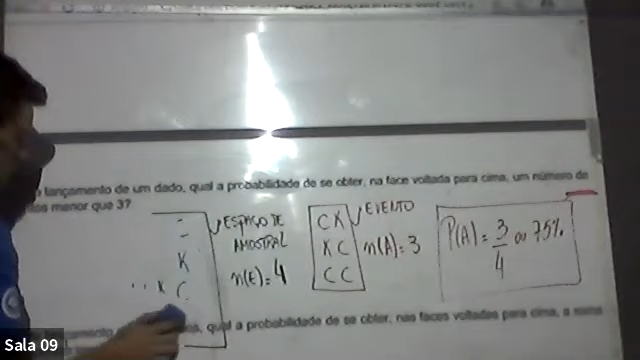 lançamento de um dado, qual a probabilidade de se obter, na face voltada para cima, um número de
menor que 3?
ESPAÇO DE
AMOSTRAL
n(E)=4
K
K C
CK
KC
CC
EVENTO
n(A)=3
P(A)= 3/4 ou 75%
qual a probabilidade de se obter, nas faces voltadas para cima, a soma
Sala 09